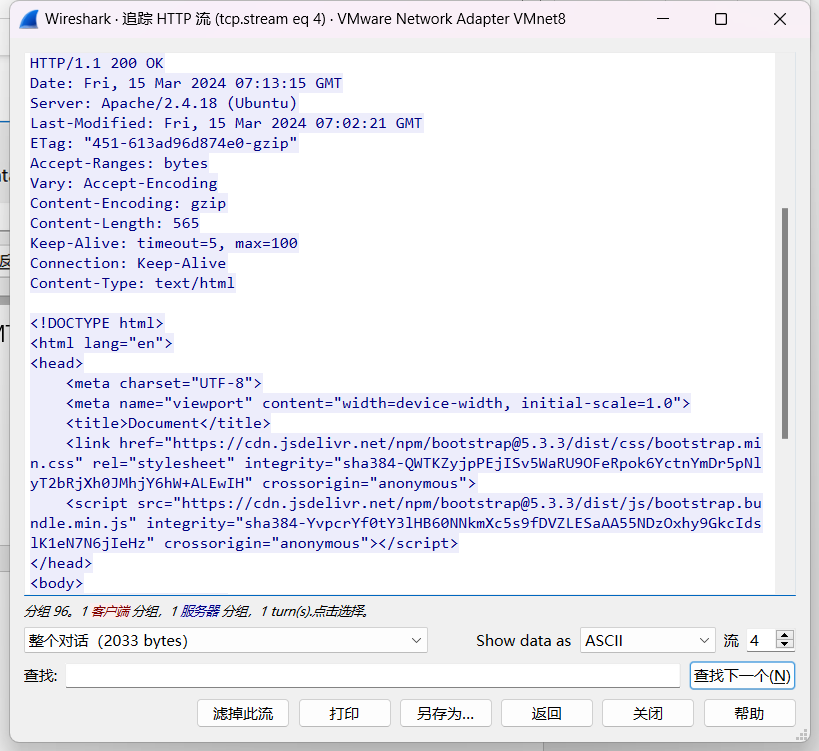 Wireshark · 追踪 HTTP 流 (tcp.stream eq 4) · VMware Network Adapter VMnet8
HTTP/1.1 200 OK
Date: Fri, 15 Mar 2024 07:13:15 GMT
Server: Apache/2.4.18 (Ubuntu)
Last-Modified: Fri, 15 Mar 2024 07:02:21 GMT
ETag: "451-613ad96d874e0-gzip"
Accept-Ranges: bytes
Vary: Accept-Encoding
Content-Encoding: gzip
Content-Length: 565
Keep-Alive: timeout=5, max=100
Connection: Keep-Alive
Content-Type: text/html
<!DOCTYPE html>
<html lang="en">
<head>
    <meta charset="UTF-8">
    <meta name="viewport" content="width=device-width, initial-scale=1.0">
    <title>Document</title>
    <link href="https://cdn.jsdelivr.net/npm/bootstrap@5.3.3/dist/css/bootstrap.mi
n.css" rel="stylesheet" integrity="sha384-QWTKZyjpPEjISv5WaRU9OFeRpok6YctnYmDr5pNl
yT2bRjXh0JMhjY6hW+ALEwIH" crossorigin="anonymous">
    <script src="https://cdn.jsdelivr.net/npm/bootstrap@5.3.3/dist/js/bootstrap.bu
ndle.min.js" integrity="sha384-YvpcrYf0tY3lHB60NNkmXc5s9fDVZLESaAA55NDzOxhy9GkcIds
lK1eN7N6jIeHz" crossorigin="anonymous"></script>
</head>
<body>
分组 96。1 客户端 分组，1 服务器 分组，1 turn(s).点击选择。
整个对话 (2033 bytes)
Show data as
ASCII
流
4
查找:
查找下一个(N)
滤掉此流
打印
另存为…
返回
关闭
帮助